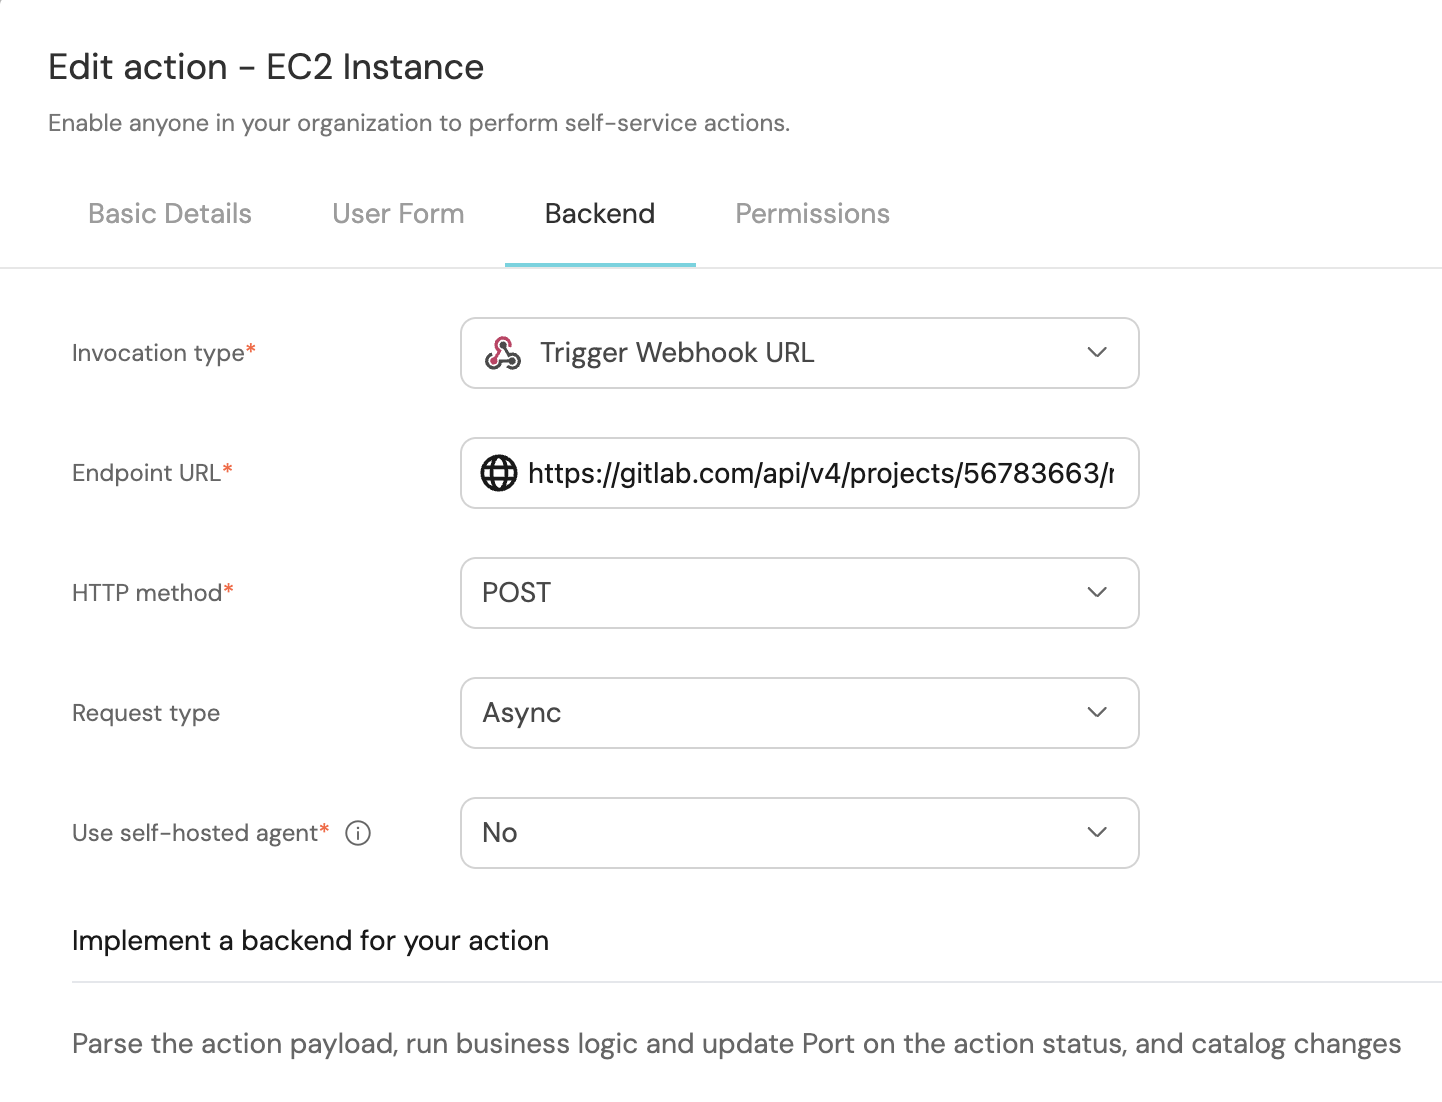 Edit action - EC2 Instance
Enable anyone in your organization to perform self-service actions.
Basic Details User Form Backend Permissions
Invocation type* Trigger Webhook URL
Endpoint URL* https://gitlab.com/api/v4/projects/56783663/
HTTP method* POST
Request type Async
Use self-hosted agent* No
Implement a backend for your action
Parse the action payload, run business logic and update Port on the action status, and catalog changes